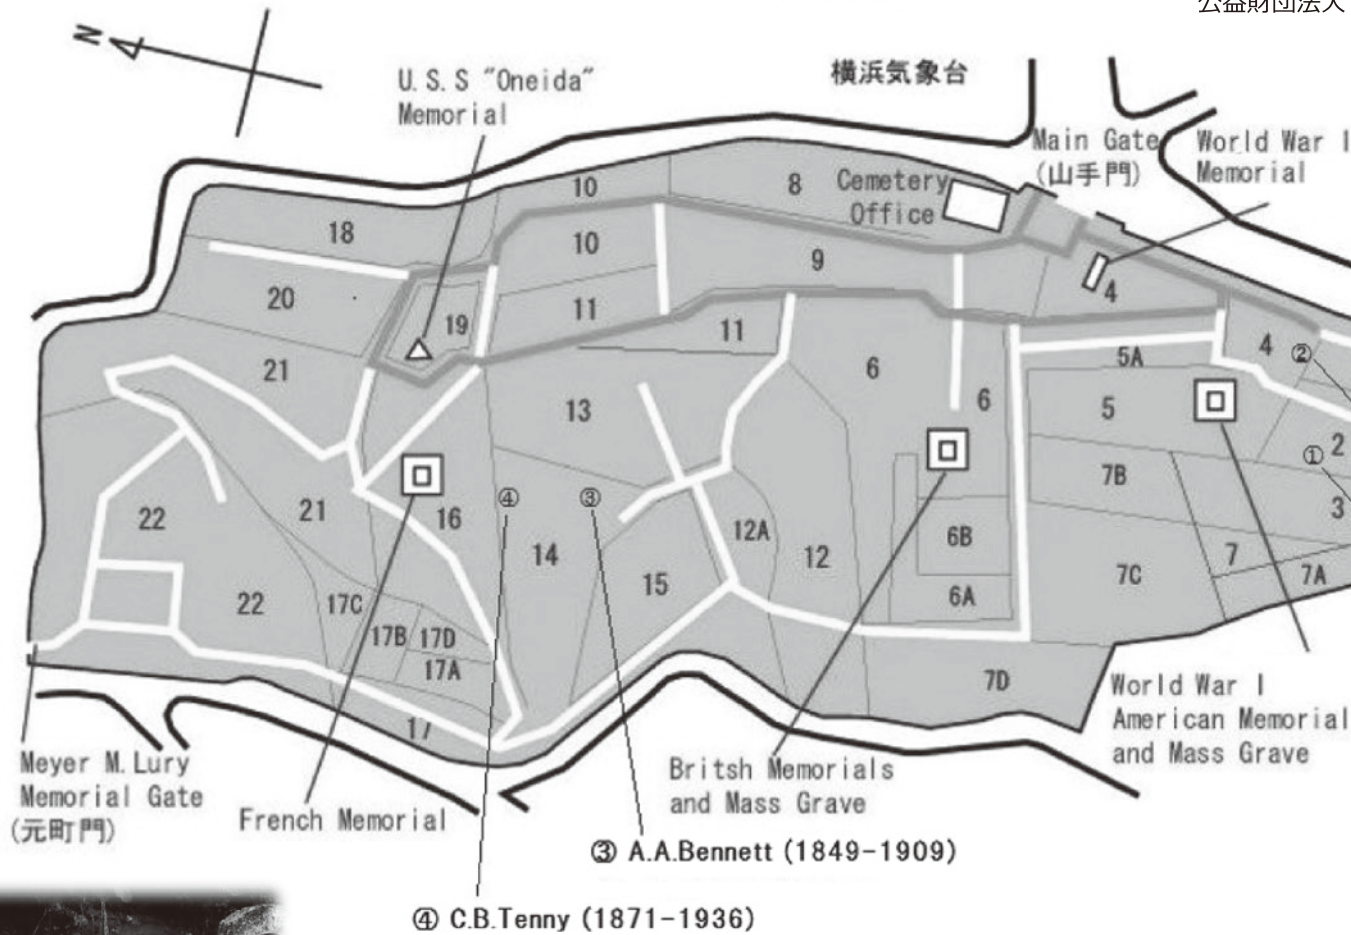 公益財団法人
N
U.S.S "Oneida"
Memorial
横浜気象台
Main Gate
(山手門)
World War I
Memorial
Cemetery
Office
10
8
18
10
9
20
11
19
4
11
4
②
5A
21
6
6
5
13
2
①
7B
3
22
21
16
④
③
12A
6B
14
12
7
7A
15
7C
22
17C
6A
17B
17D
17A
7D
17
Meyer M.Lury
Memorial Gate
(元町門)
French Memorial
Britsh Memorials
and Mass Grave
World War I
American Memorial
and Mass Grave
③ A.A.Bennett (1849-1909)
④ C.B.Tenny (1871-1936)